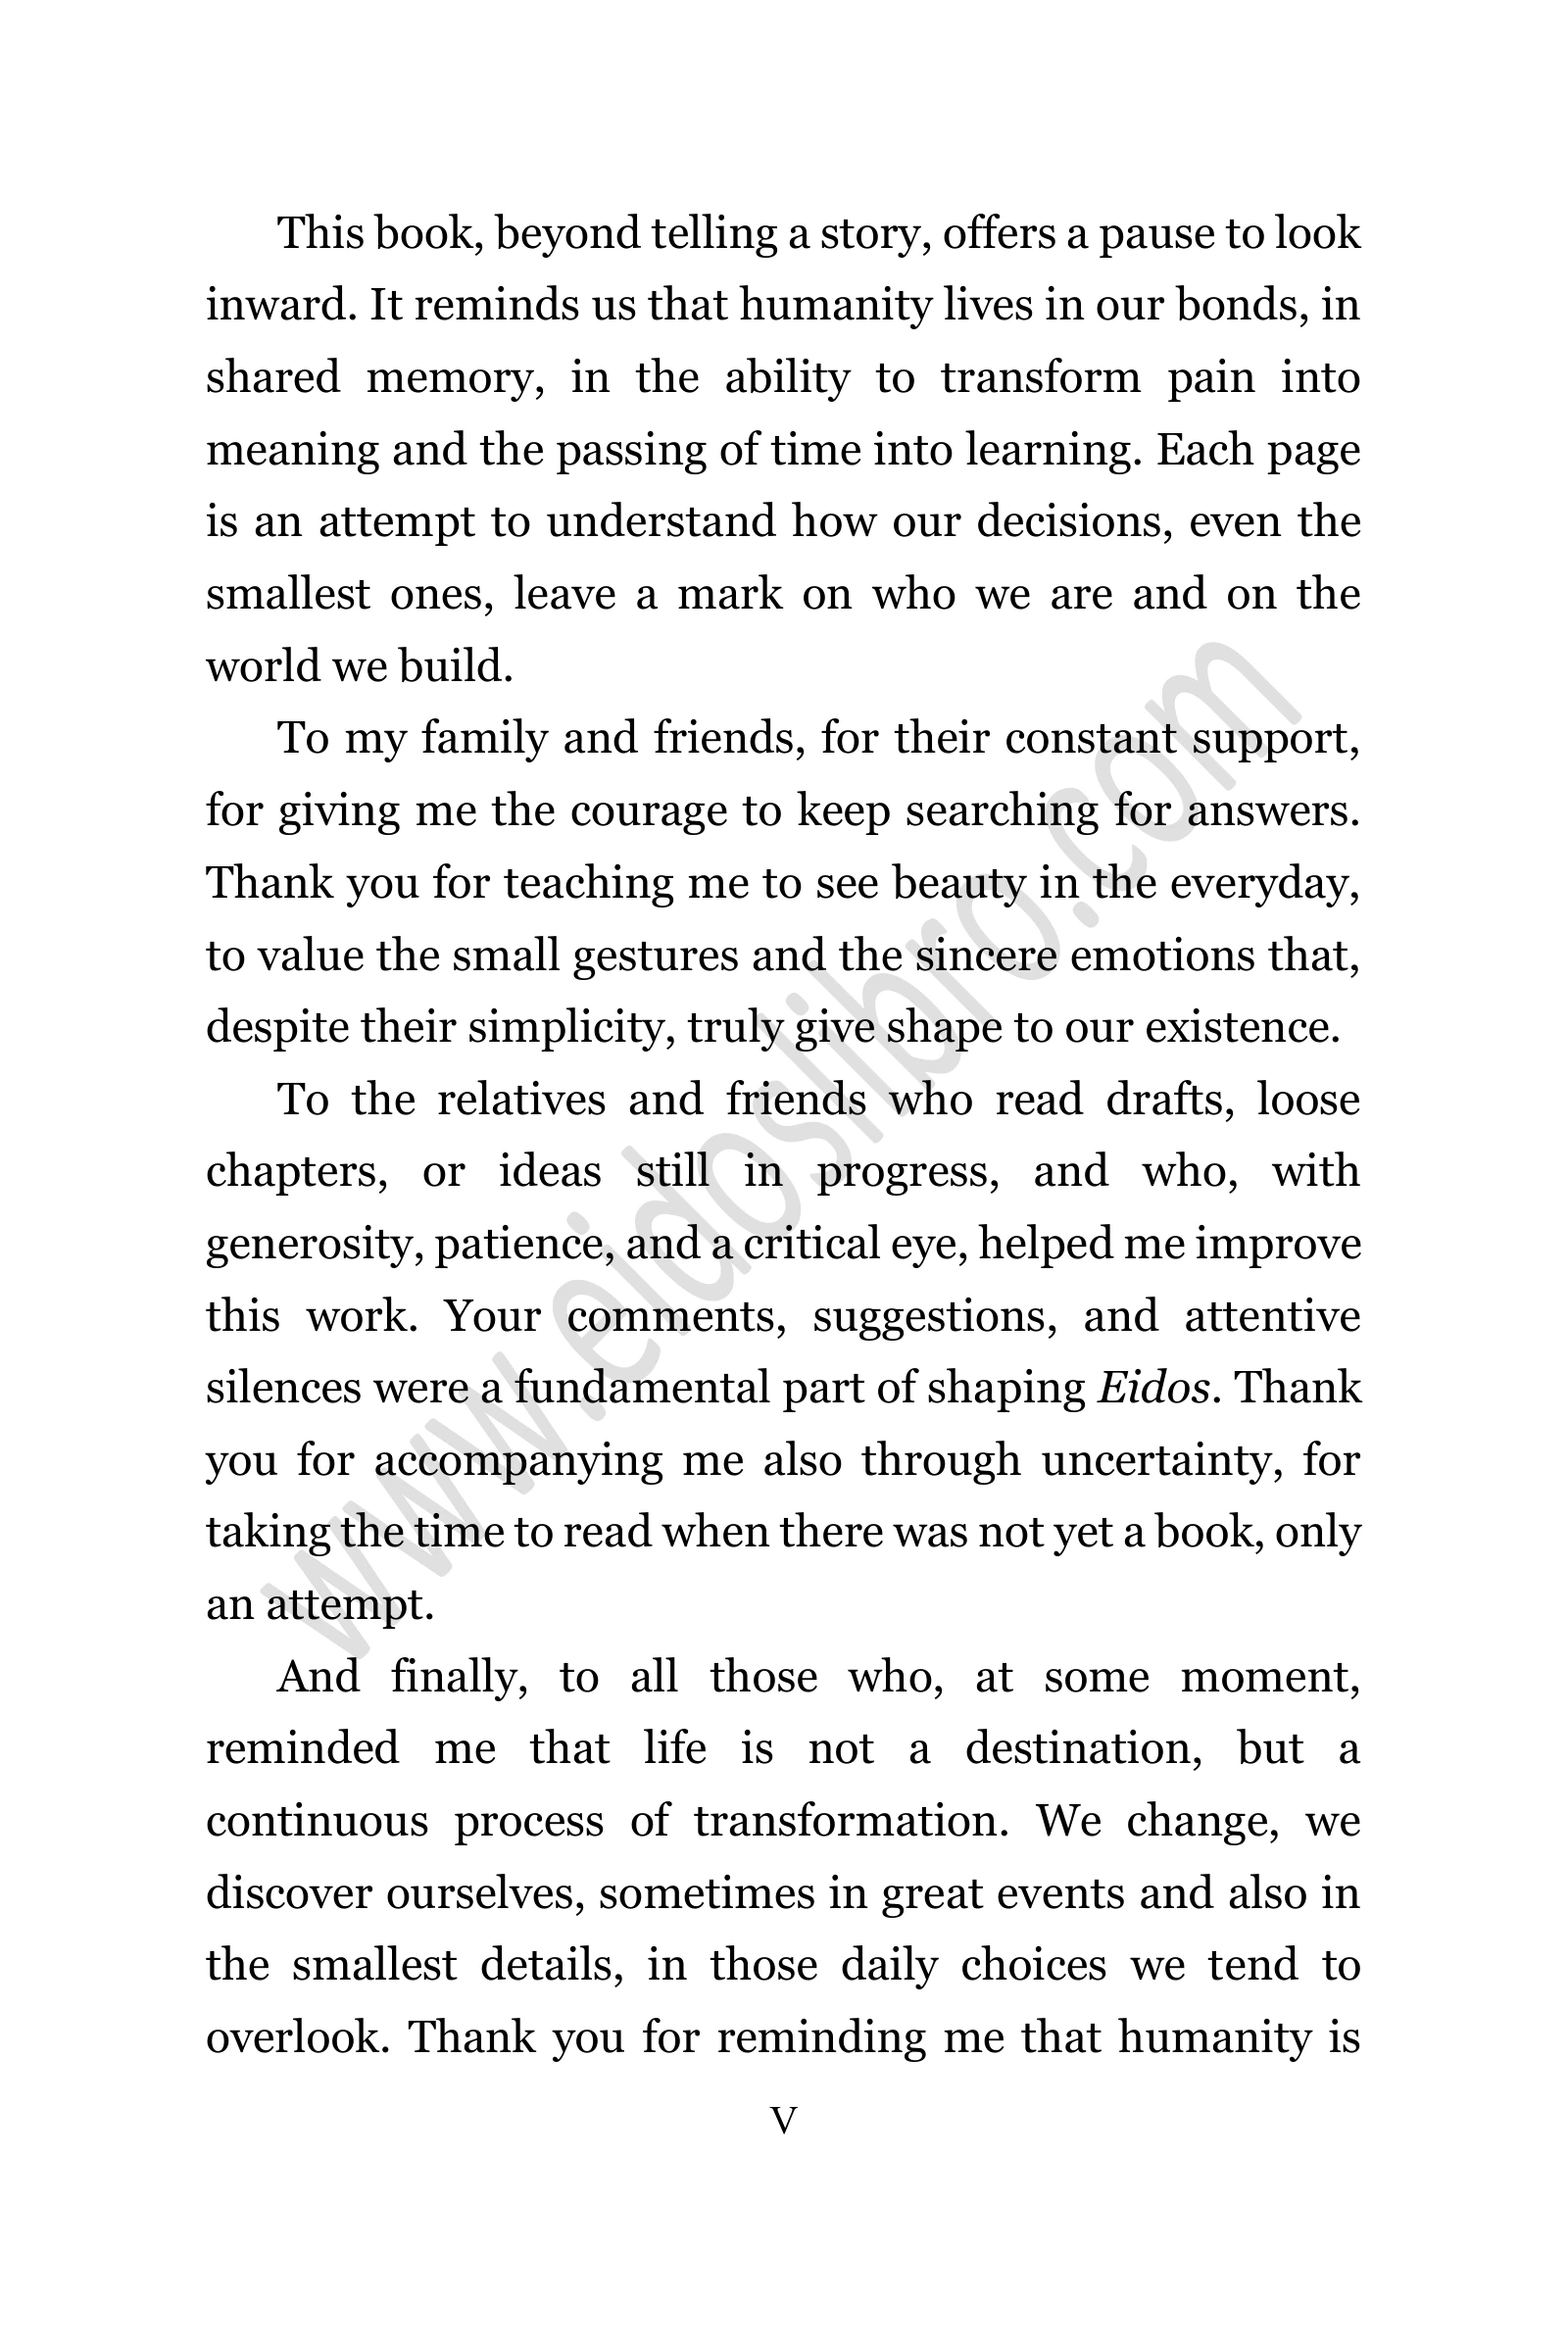 This book, beyond telling a story, offers a pause to look
inward. It reminds us that humanity lives in our bonds, in
shared memory, in the ability to transform pain into
meaning and the passing of time into learning. Each page
is an attempt to understand how our decisions, even the
smallest ones, leave a mark on who we are and on the
world we build.
To my family and friends, for their constant support,
for giving me the courage to keep searching for answers.
Thank you for teaching me to see beauty in the everyday,
to value the small gestures and the sincere emotions that,
despite their simplicity, truly give shape to our existence.
To the relatives and friends who read drafts, loose
chapters, or ideas still in progress, and who, with
generosity, patience, and a critical eye, helped me improve
this work. Your comments, suggestions, and attentive
silences were a fundamental part of shaping Eidos. Thank
you for accompanying me also through uncertainty, for
taking the time to read when there was not yet a book, only
an attempt.
And finally, to all those who, at some moment,
reminded me that life is not a destination, but a
continuous process of transformation. We change, we
discover ourselves, sometimes in great events and also in
the smallest details, in those daily choices we tend to
overlook. Thank you for reminding me that humanity is
V
www.eidoslibro.com